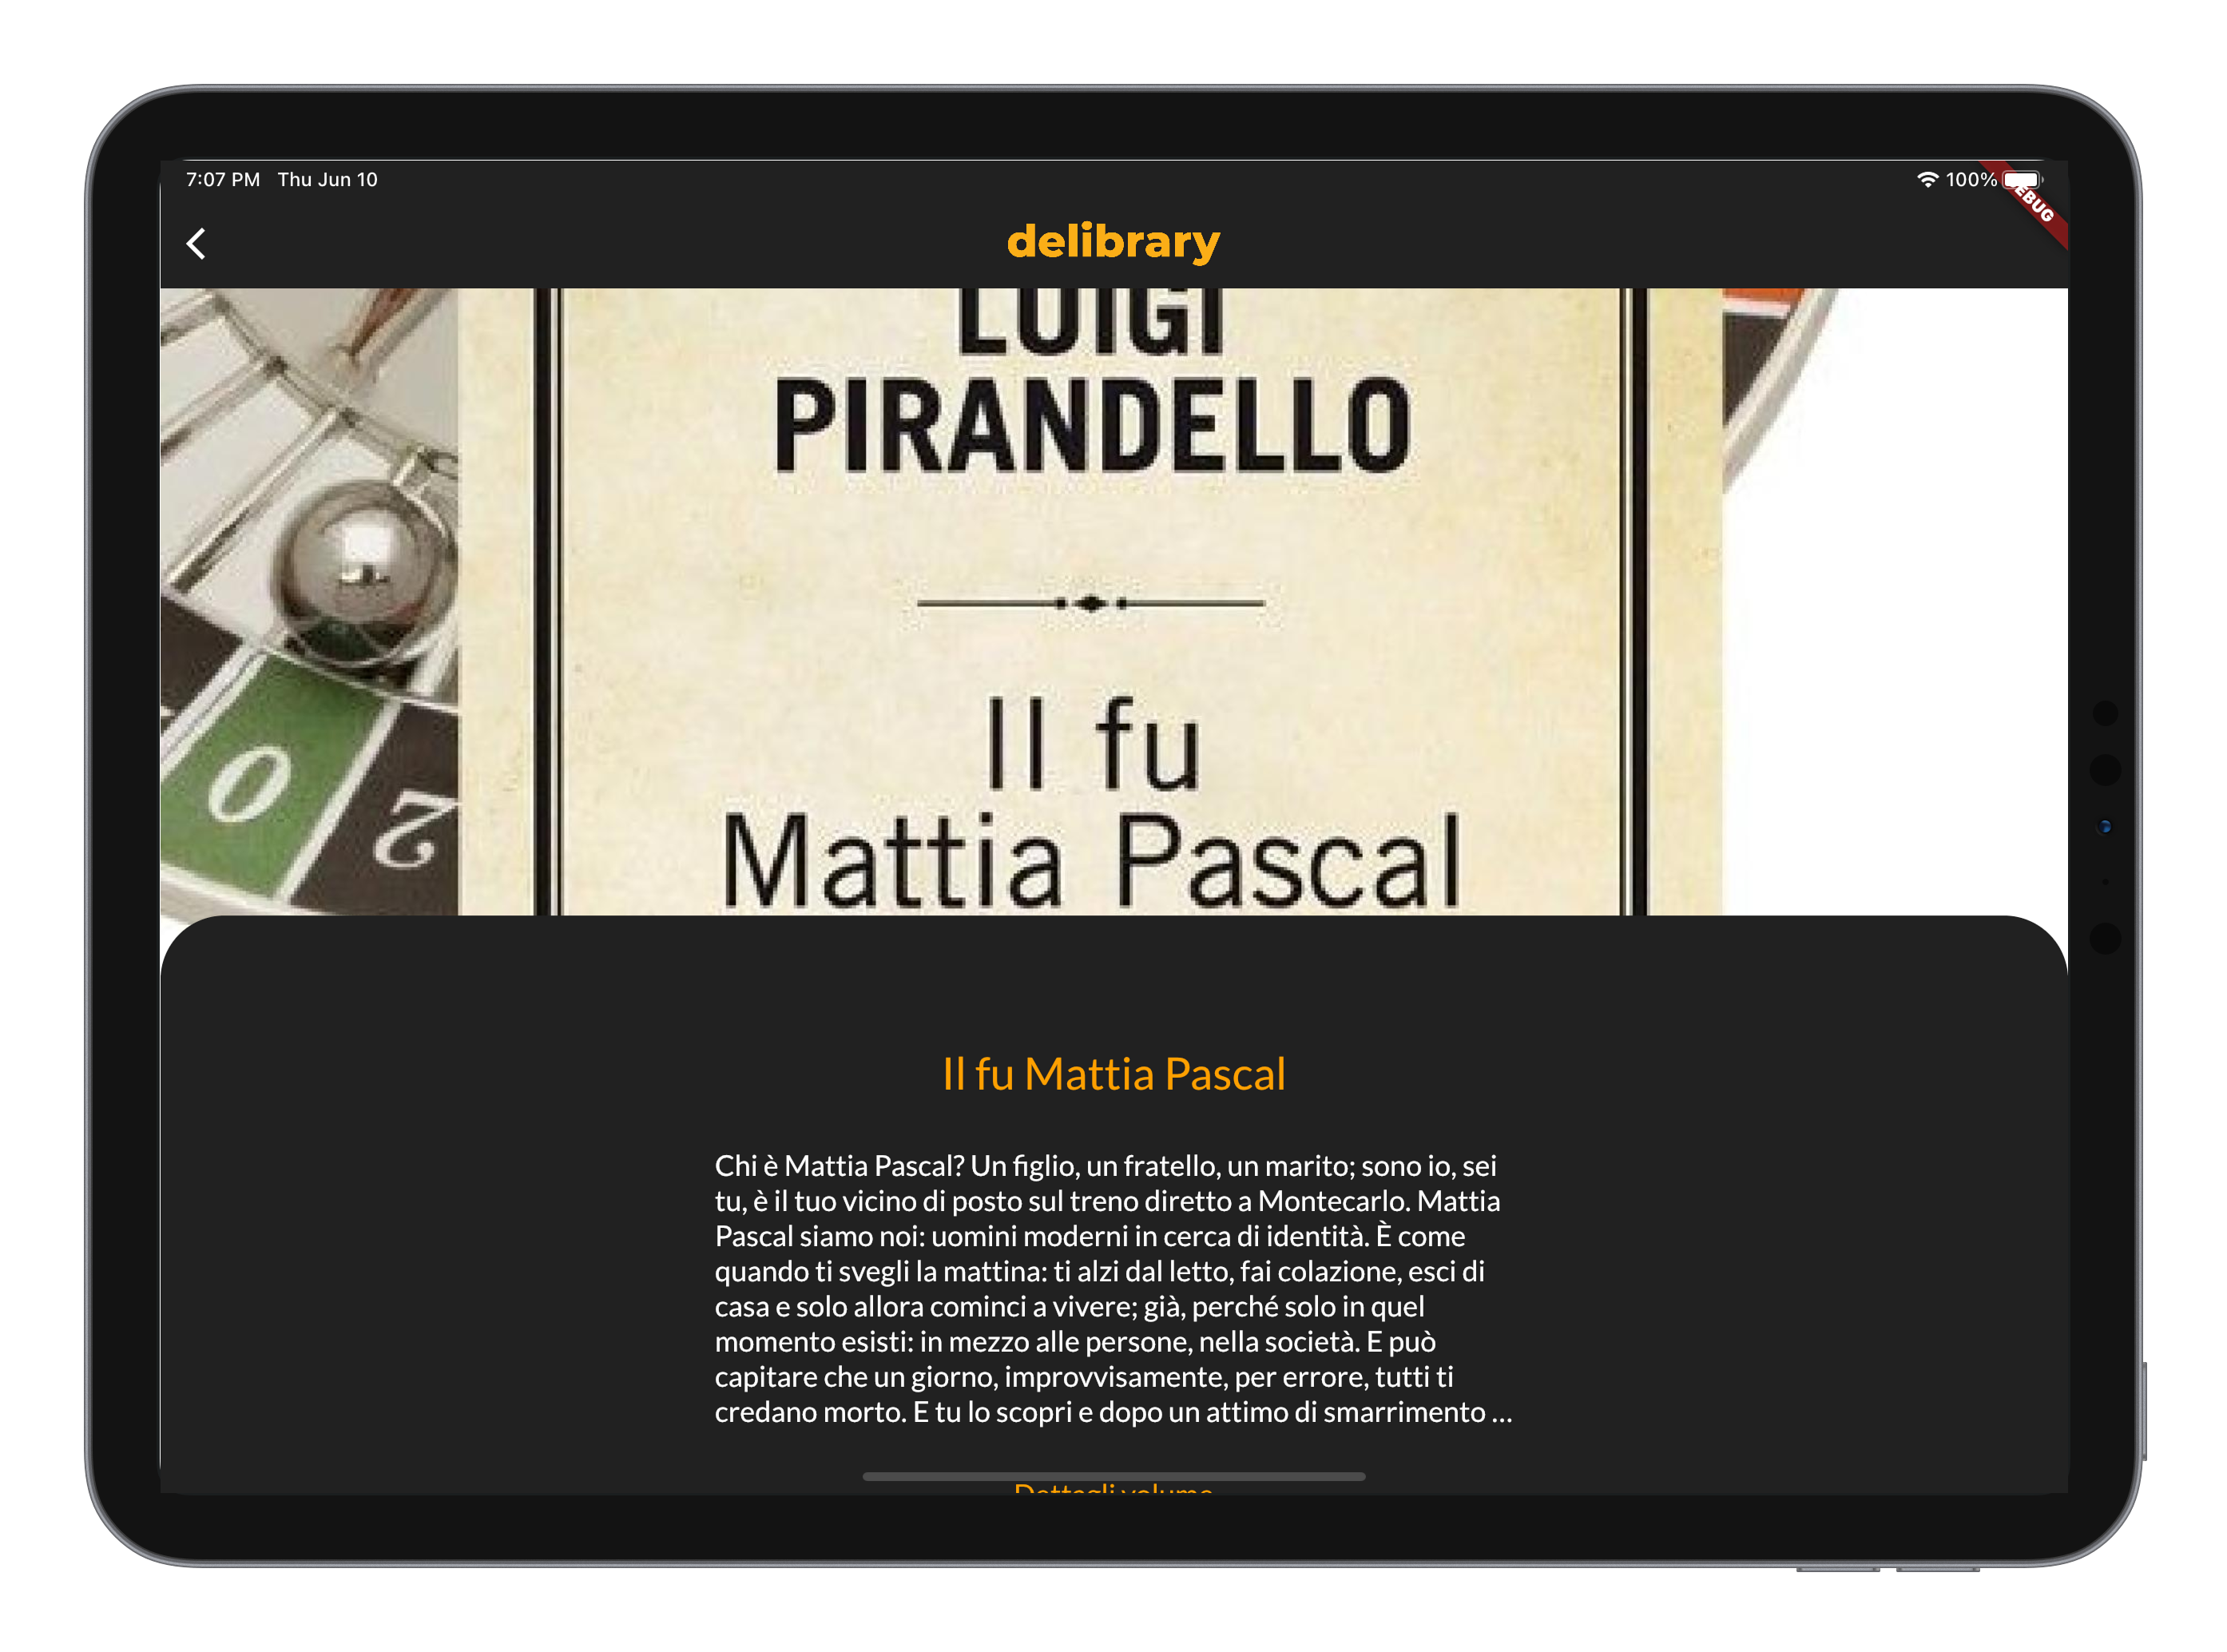 7:07 PM Thu Jun 10
100%
EBUG
delibrary
LUIGI
PIRANDELLO
Il fu
Mattia Pascal
0
2
Il fu Mattia Pascal
Chi è Mattia Pascal? Un figlio, un fratello, un marito; sono io, sei
tu, è il tuo vicino di posto sul treno diretto a Montecarlo. Mattia
Pascal siamo noi: uomini moderni in cerca di identità. È come
quando ti svegli la mattina: ti alzi dal letto, fai colazione, esci di
casa e solo allora cominci a vivere; già, perché solo in quel
momento esisti: in mezzo alle persone, nella società. E può
capitare che un giorno, improvvisamente, per errore, tutti ti
credano morto. E tu lo scopri e dopo un attimo di smarrimento ...
Dettagli volume